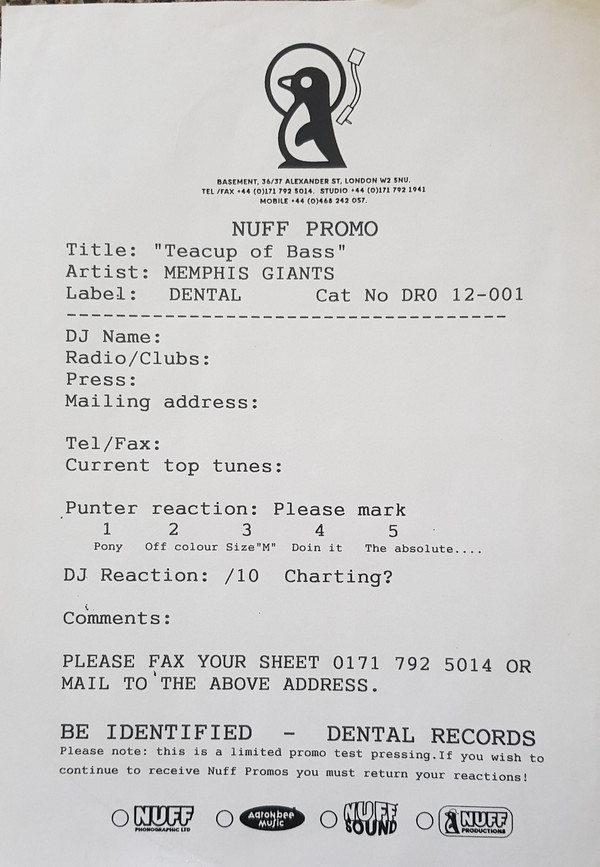 BASEMENT, 36/37 ALEXANDER ST, LONDON W2 5NU.
TEL /FAX +44 (0)171 792 5014. STUDIO +44 (0)171 792 1941
MOBILE +44 (0)468 242 057.
NUFF PROMO
Title: "Teacup of Bass"
Artist: MEMPHIS GIANTS
Label: DENTAL Cat No DR0 12-001
-------------------------------------
DJ Name:
Radio/Clubs:
Press:
Mailing address:
Tel/Fax:
Current top tunes:
Punter reaction: Please mark
1 2 3 4 5
Pony Off colour Size"M" Doin it The absolute....
DJ Reaction: /10 Charting?
Comments:
PLEASE FAX YOUR SHEET 0171 792 5014 OR
MAIL TO THE ABOVE ADDRESS.
BE IDENTIFIED - DENTAL RECORDS
Please note: this is a limited promo test pressing.If you wish to
continue to receive Nuff Promos you must return your reactions!
NUFF PHONOGRAPHIC LTD
Aaronbee Music
NUFF SOUND
NUFF PRODUCTIONS